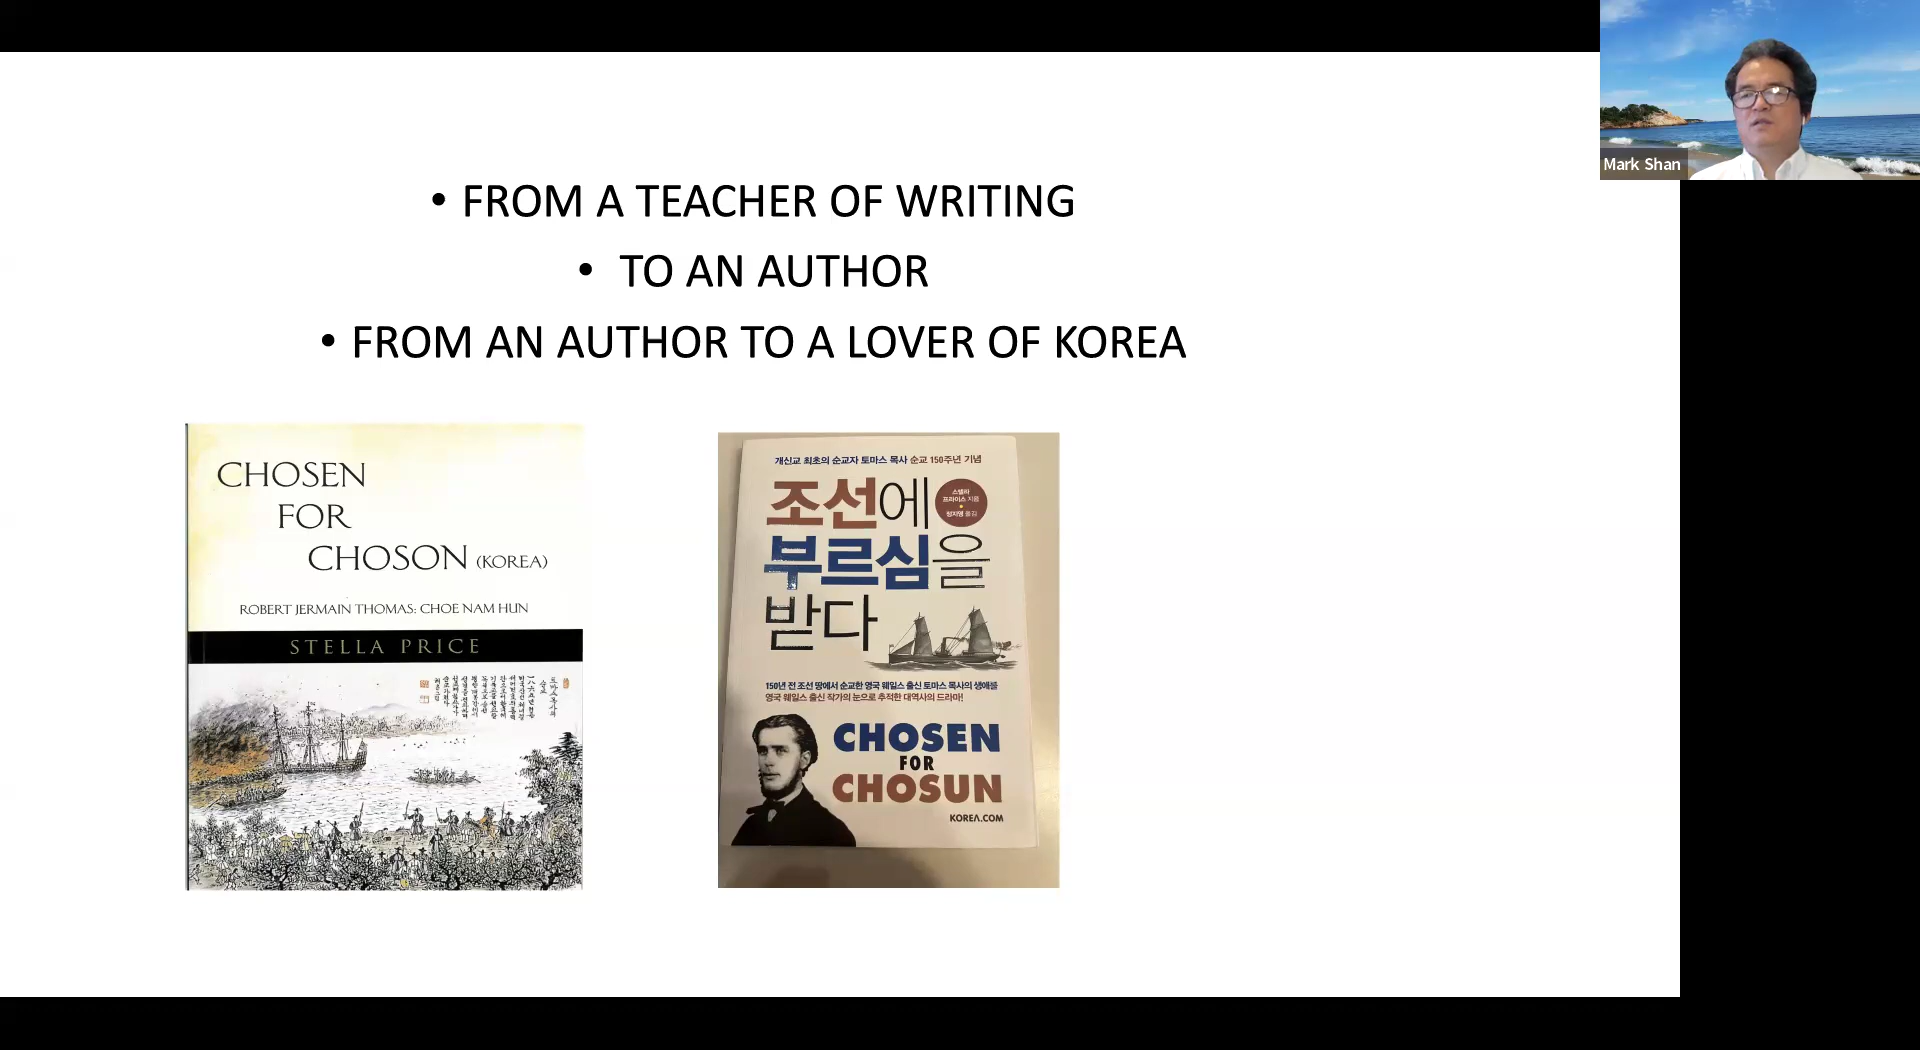 Mark Shan
• FROM A TEACHER OF WRITING
• TO AN AUTHOR
• FROM AN AUTHOR TO A LOVER OF KOREA
CHOSEN
FOR
CHOSON (KOREA)
ROBERT JERMAIN THOMAS: CHOE NAM HUN
STELLA PRICE
개신교 최초의 순교자 토마스 목사 순교 150주년 기념
조선에
스텔라
프라이스 지음
정지영 옮김
부르심을
받다
150년 전 조선 땅에서 순교한 영국 웨일스 출신 토마스 목사의 생애를
영국 웨일스 출신 작가의 눈으로 추적한 대역사의 드라마!
CHOSEN
FOR
CHOSUN
KOREA.COM